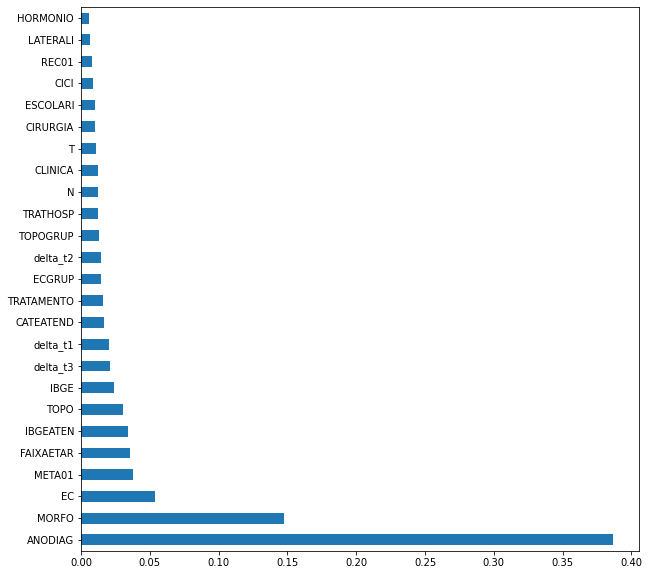 HORMONIO
LATERALI
REC01
CICI
ESCOLARI
CIRURGIA
T
CLINICA
N
TRATHOSP
TOPOGRUP
delta_t2
ECGRUP
TRATAMENTO
CATEATEND
delta_t1
delta_t3
IBGE
TOPO
IBGEATEN
FAIXAETAR
META01
EC
MORFO
ANODIAG
0.00 0.05 0.10 0.15 0.20 0.25 0.30 0.35 0.40